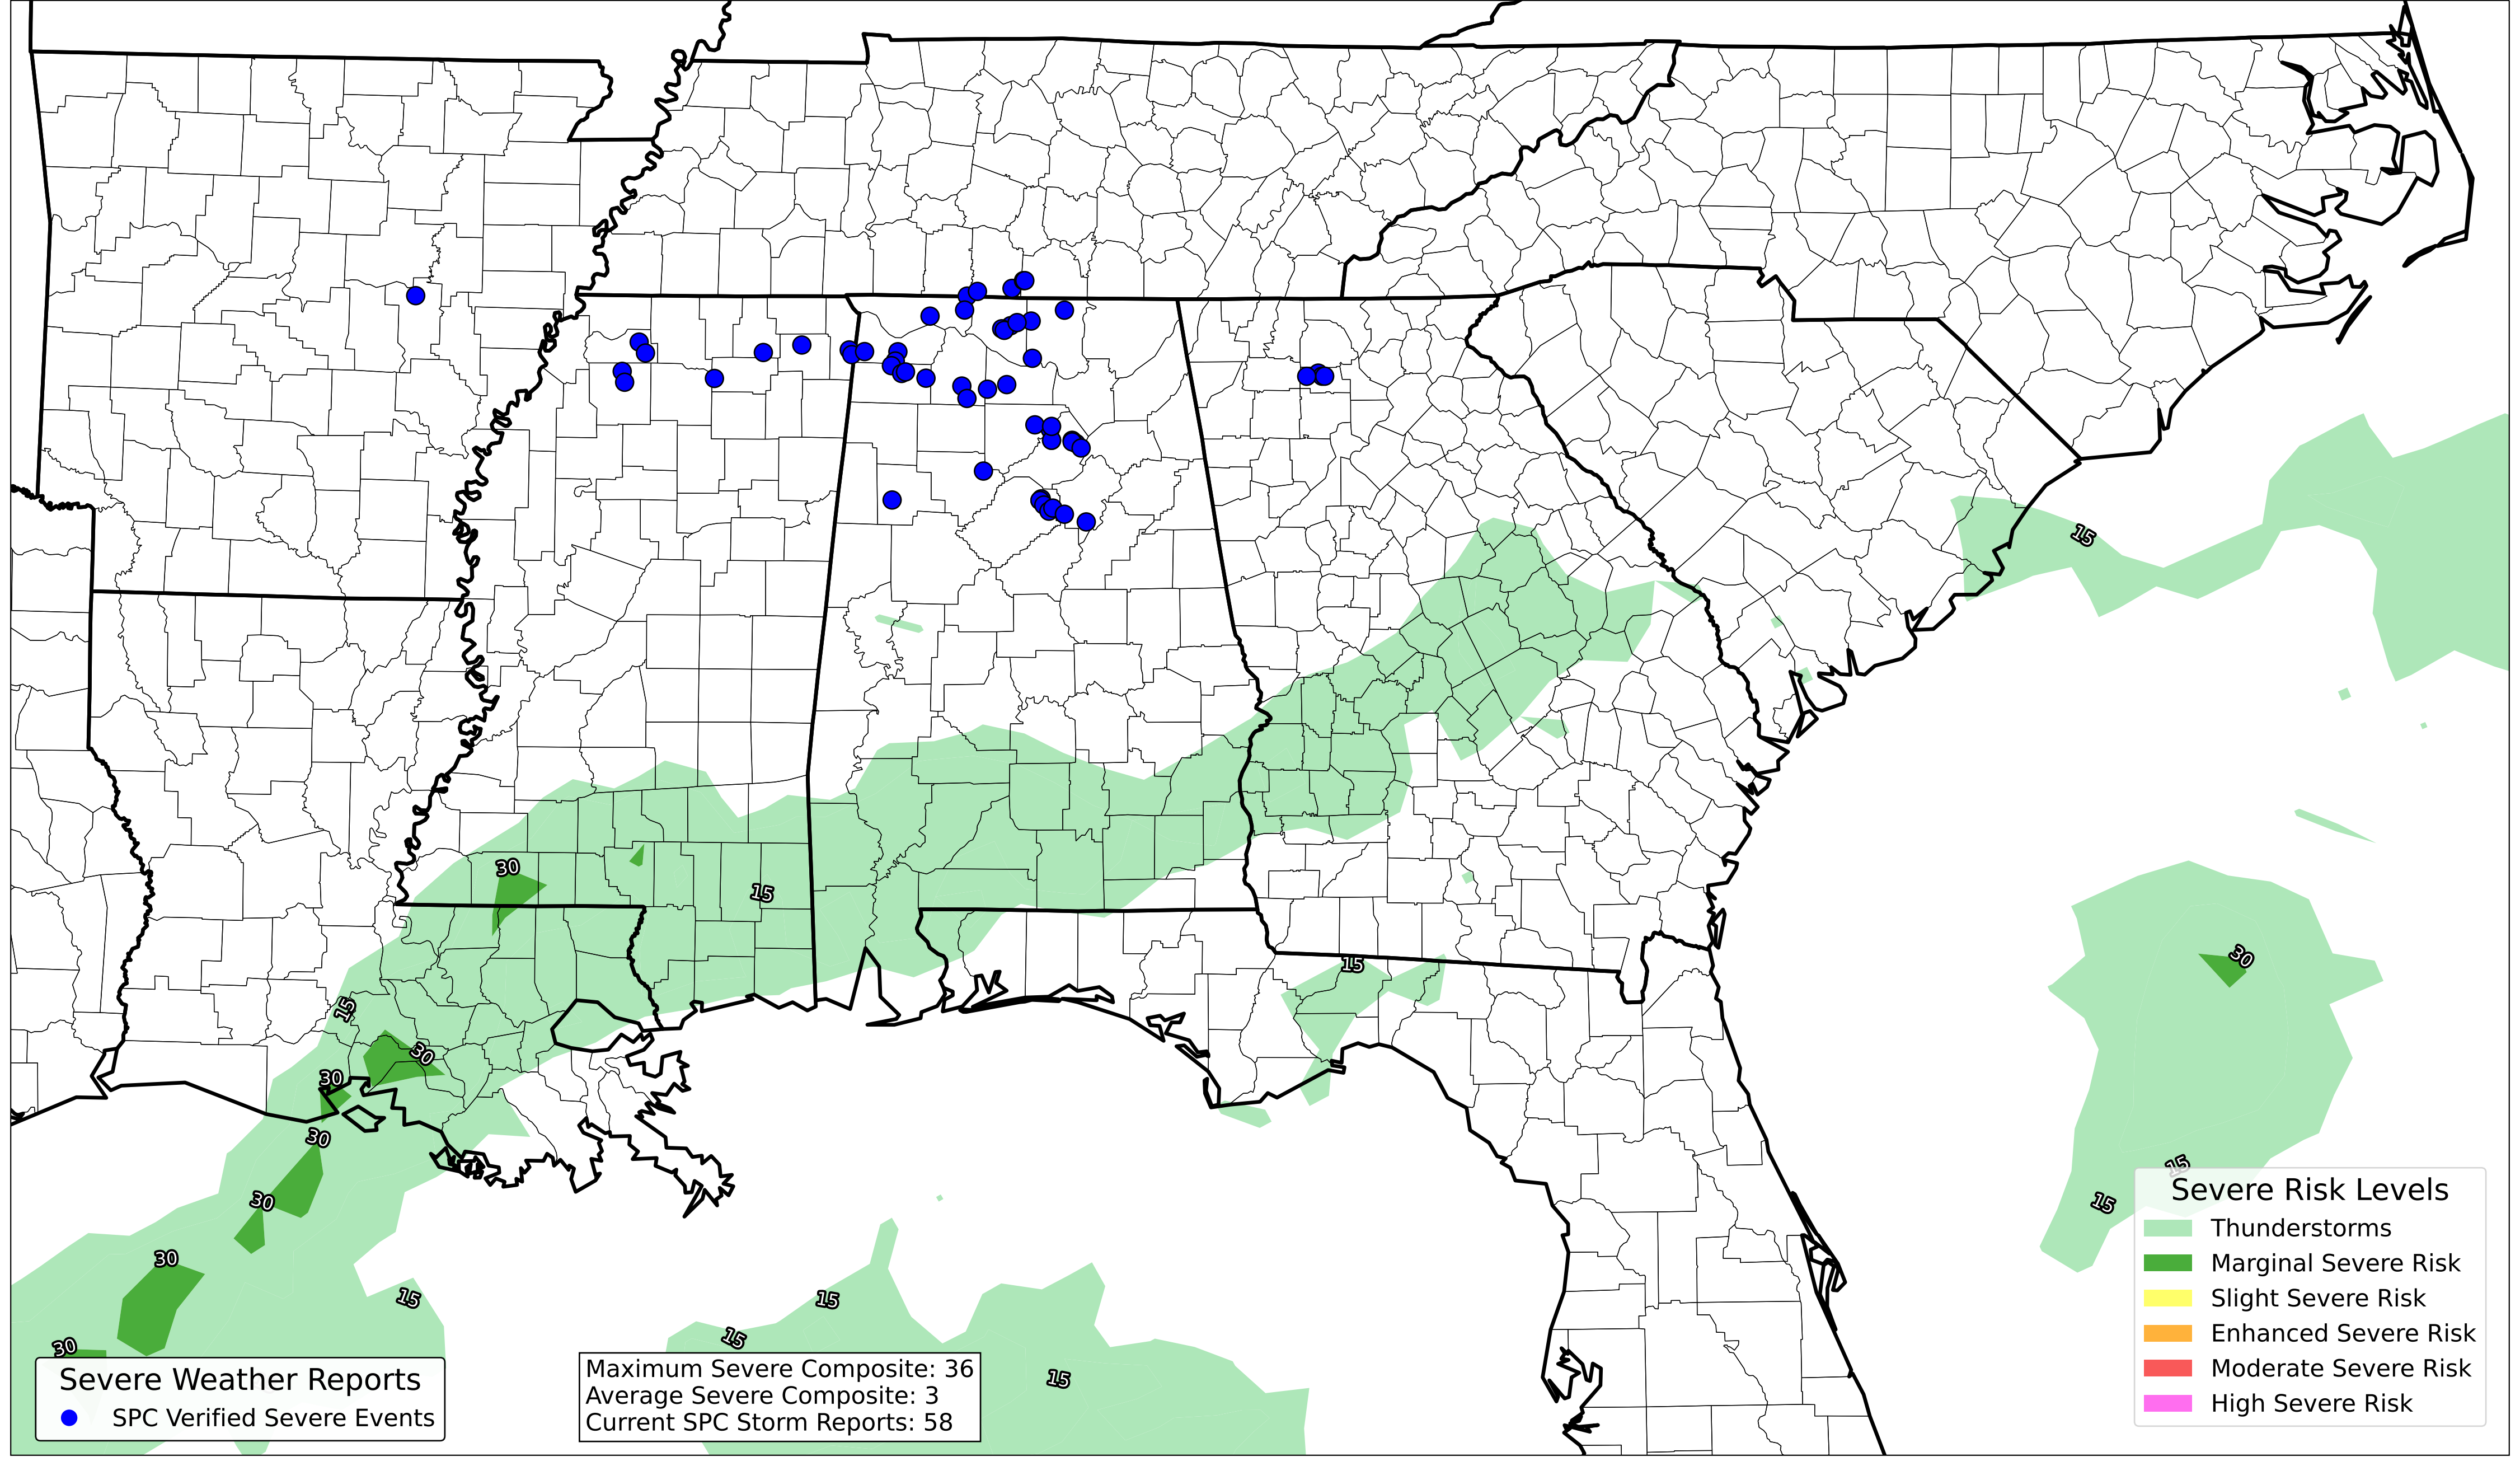 15
30
15
15
30
15
30
30
30
30
15
30
30
15
15
15
15
15
15
Severe Weather Reports
SPC Verified Severe Events
Maximum Severe Composite: 36
Average Severe Composite: 3
Current SPC Storm Reports: 58
Severe Risk Levels
Thunderstorms
Marginal Severe Risk
Slight Severe Risk
Enhanced Severe Risk
Moderate Severe Risk
High Severe Risk